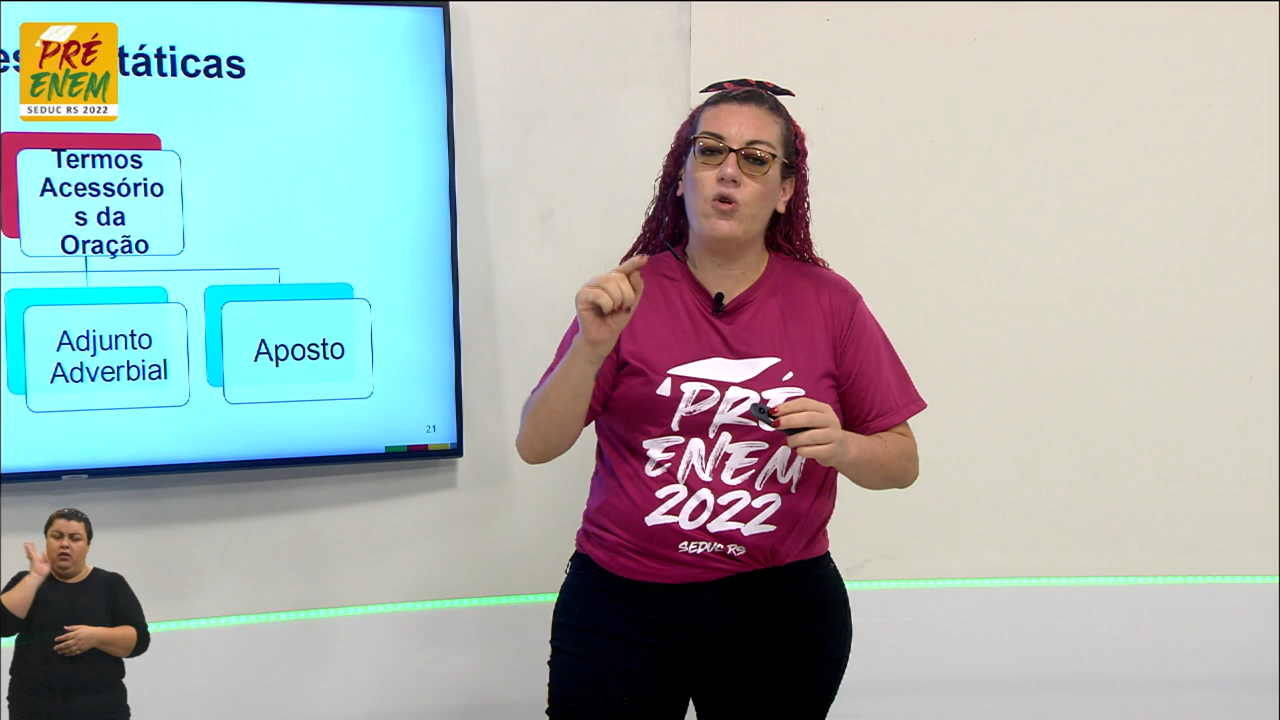 táticas
PRÉ
ENEM
SEDUC RS 2022
Termos
Acessório
s da
Oração
Adjunto
Adverbial
Aposto
21
PRÉ
ENEM
2022
SEDUC RS